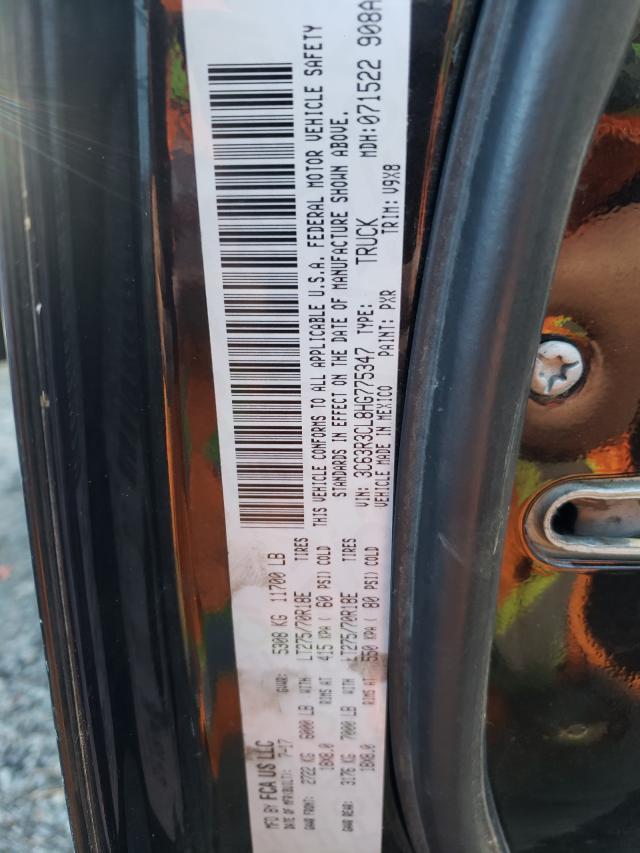 MFD BY FCA US LLC
DATE OF MFR/BUILT: 7-17 GVWR: 5308 KG 11700 LB
GAWR FRONT: 2722 KG 6000 LB WITH LT275/70R18E TIRES
18X8.0 RIMS AT 415 KPA ( 60 PSI) COLD
GAWR REAR: 3176 KG 7000 LB WITH LT275/70R18E TIRES
18X8.0 RIMS AT 550 KPA ( 80 PSI) COLD
THIS VEHICLE CONFORMS TO ALL APPLICABLE U.S.A. FEDERAL MOTOR VEHICLE SAFETY
STANDARDS IN EFFECT ON THE DATE OF MANUFACTURE SHOWN ABOVE.
VIN: 3C63R3CL8HG775347 TYPE: TRUCK MDH:071522 908A
VEHICLE MADE IN MEXICO PAINT: PXR TRIM: V9X8